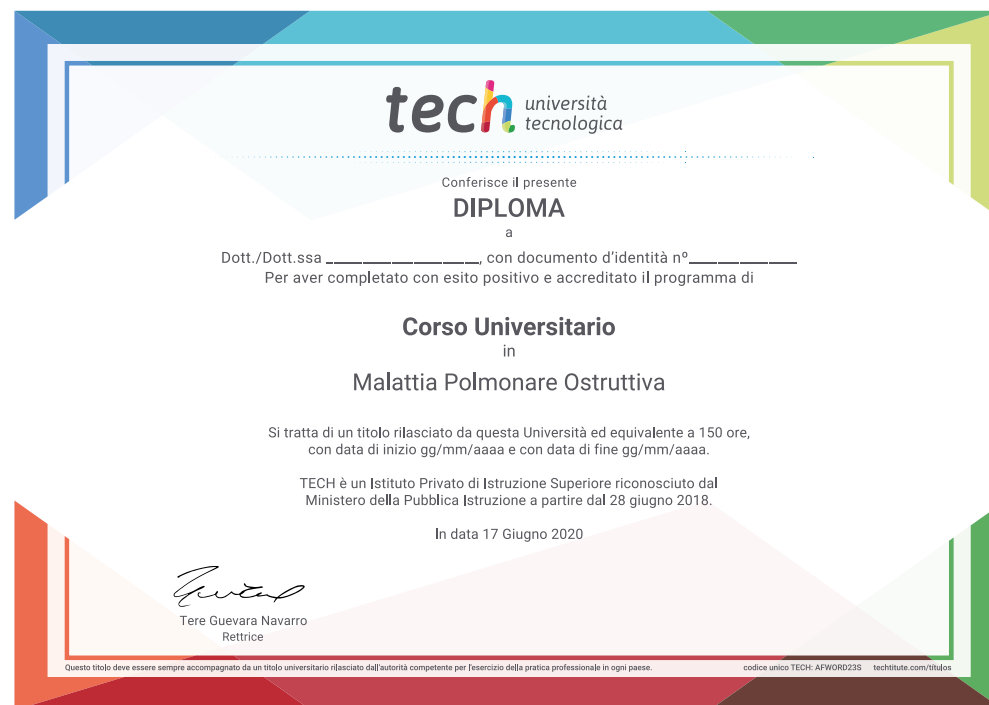 tech università
tecnologica
Conferisce il presente
DIPLOMA
a
Dott./Dott.ssa ___________________, con documento d'identità nº______________
Per aver completato con esito positivo e accreditato il programma di
Corso Universitario
in
Malattia Polmonare Ostruttiva
Si tratta di un titolo rilasciato da questa Università ed equivalente a 150 ore,
con data di inizio gg/mm/aaaa e con data di fine gg/mm/aaaa.
TECH è un Istituto Privato di Istruzione Superiore riconosciuto dal
Ministero della Pubblica Istruzione a partire dal 28 giugno 2018.
In data 17 Giugno 2020
Tere Guevara Navarro
Rettrice
Questo titolo deve essere sempre accompagnato da un titolo universitario rilasciato dall'autorità competente per l'esercizio della pratica professionale in ogni paese.
codice unico TECH: AFWORD23S techtitute.com/títulos